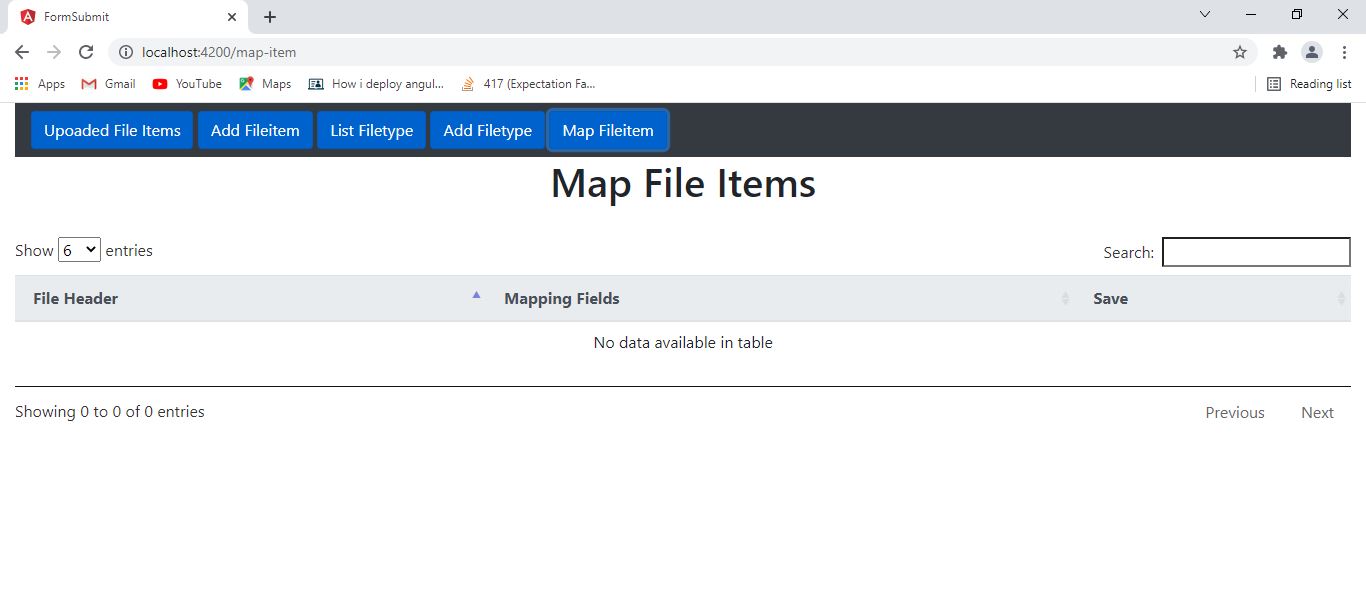 FormSubmit
localhost:4200/map-item
Apps Gmail YouTube Maps How i deploy angul... 417 (Expectation Fa... Reading list
Upoaded File Items Add Fileitem List Filetype Add Filetype Map Fileitem
Map File Items
Show 6 entries Search:
File Header Mapping Fields Save
No data available in table
Showing 0 to 0 of 0 entries Previous Next